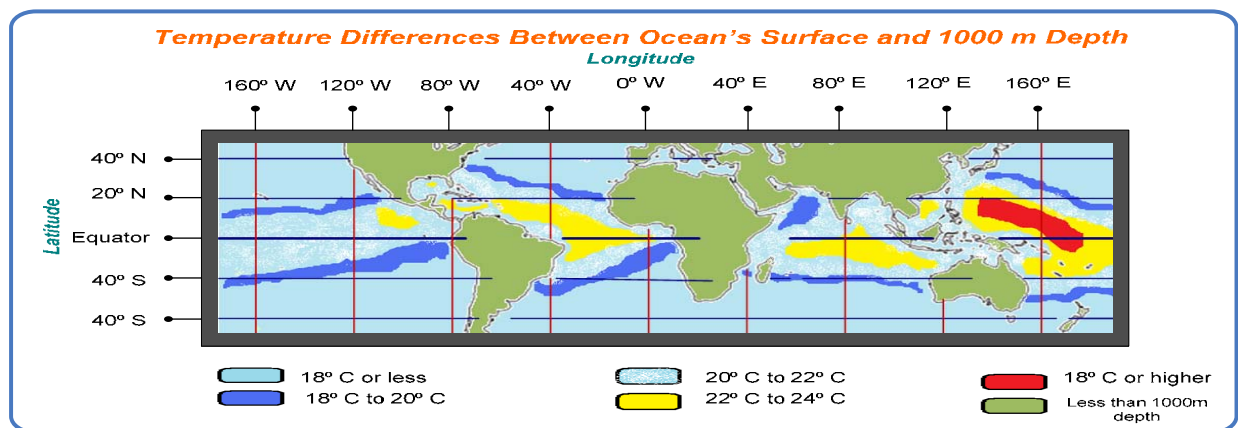 Temperature Differences Between Ocean's Surface and 1000 m Depth
Longitude
160º W 120º W 80º W 40º W 0º W 40º E 80º E 120º E 160º E
Latitude
40º N
20º N
Equator
40º S
40º S
18º C or less
18º C to 20º C
20º C to 22º C
22º C to 24º C
18º C or higher
Less than 1000m
depth